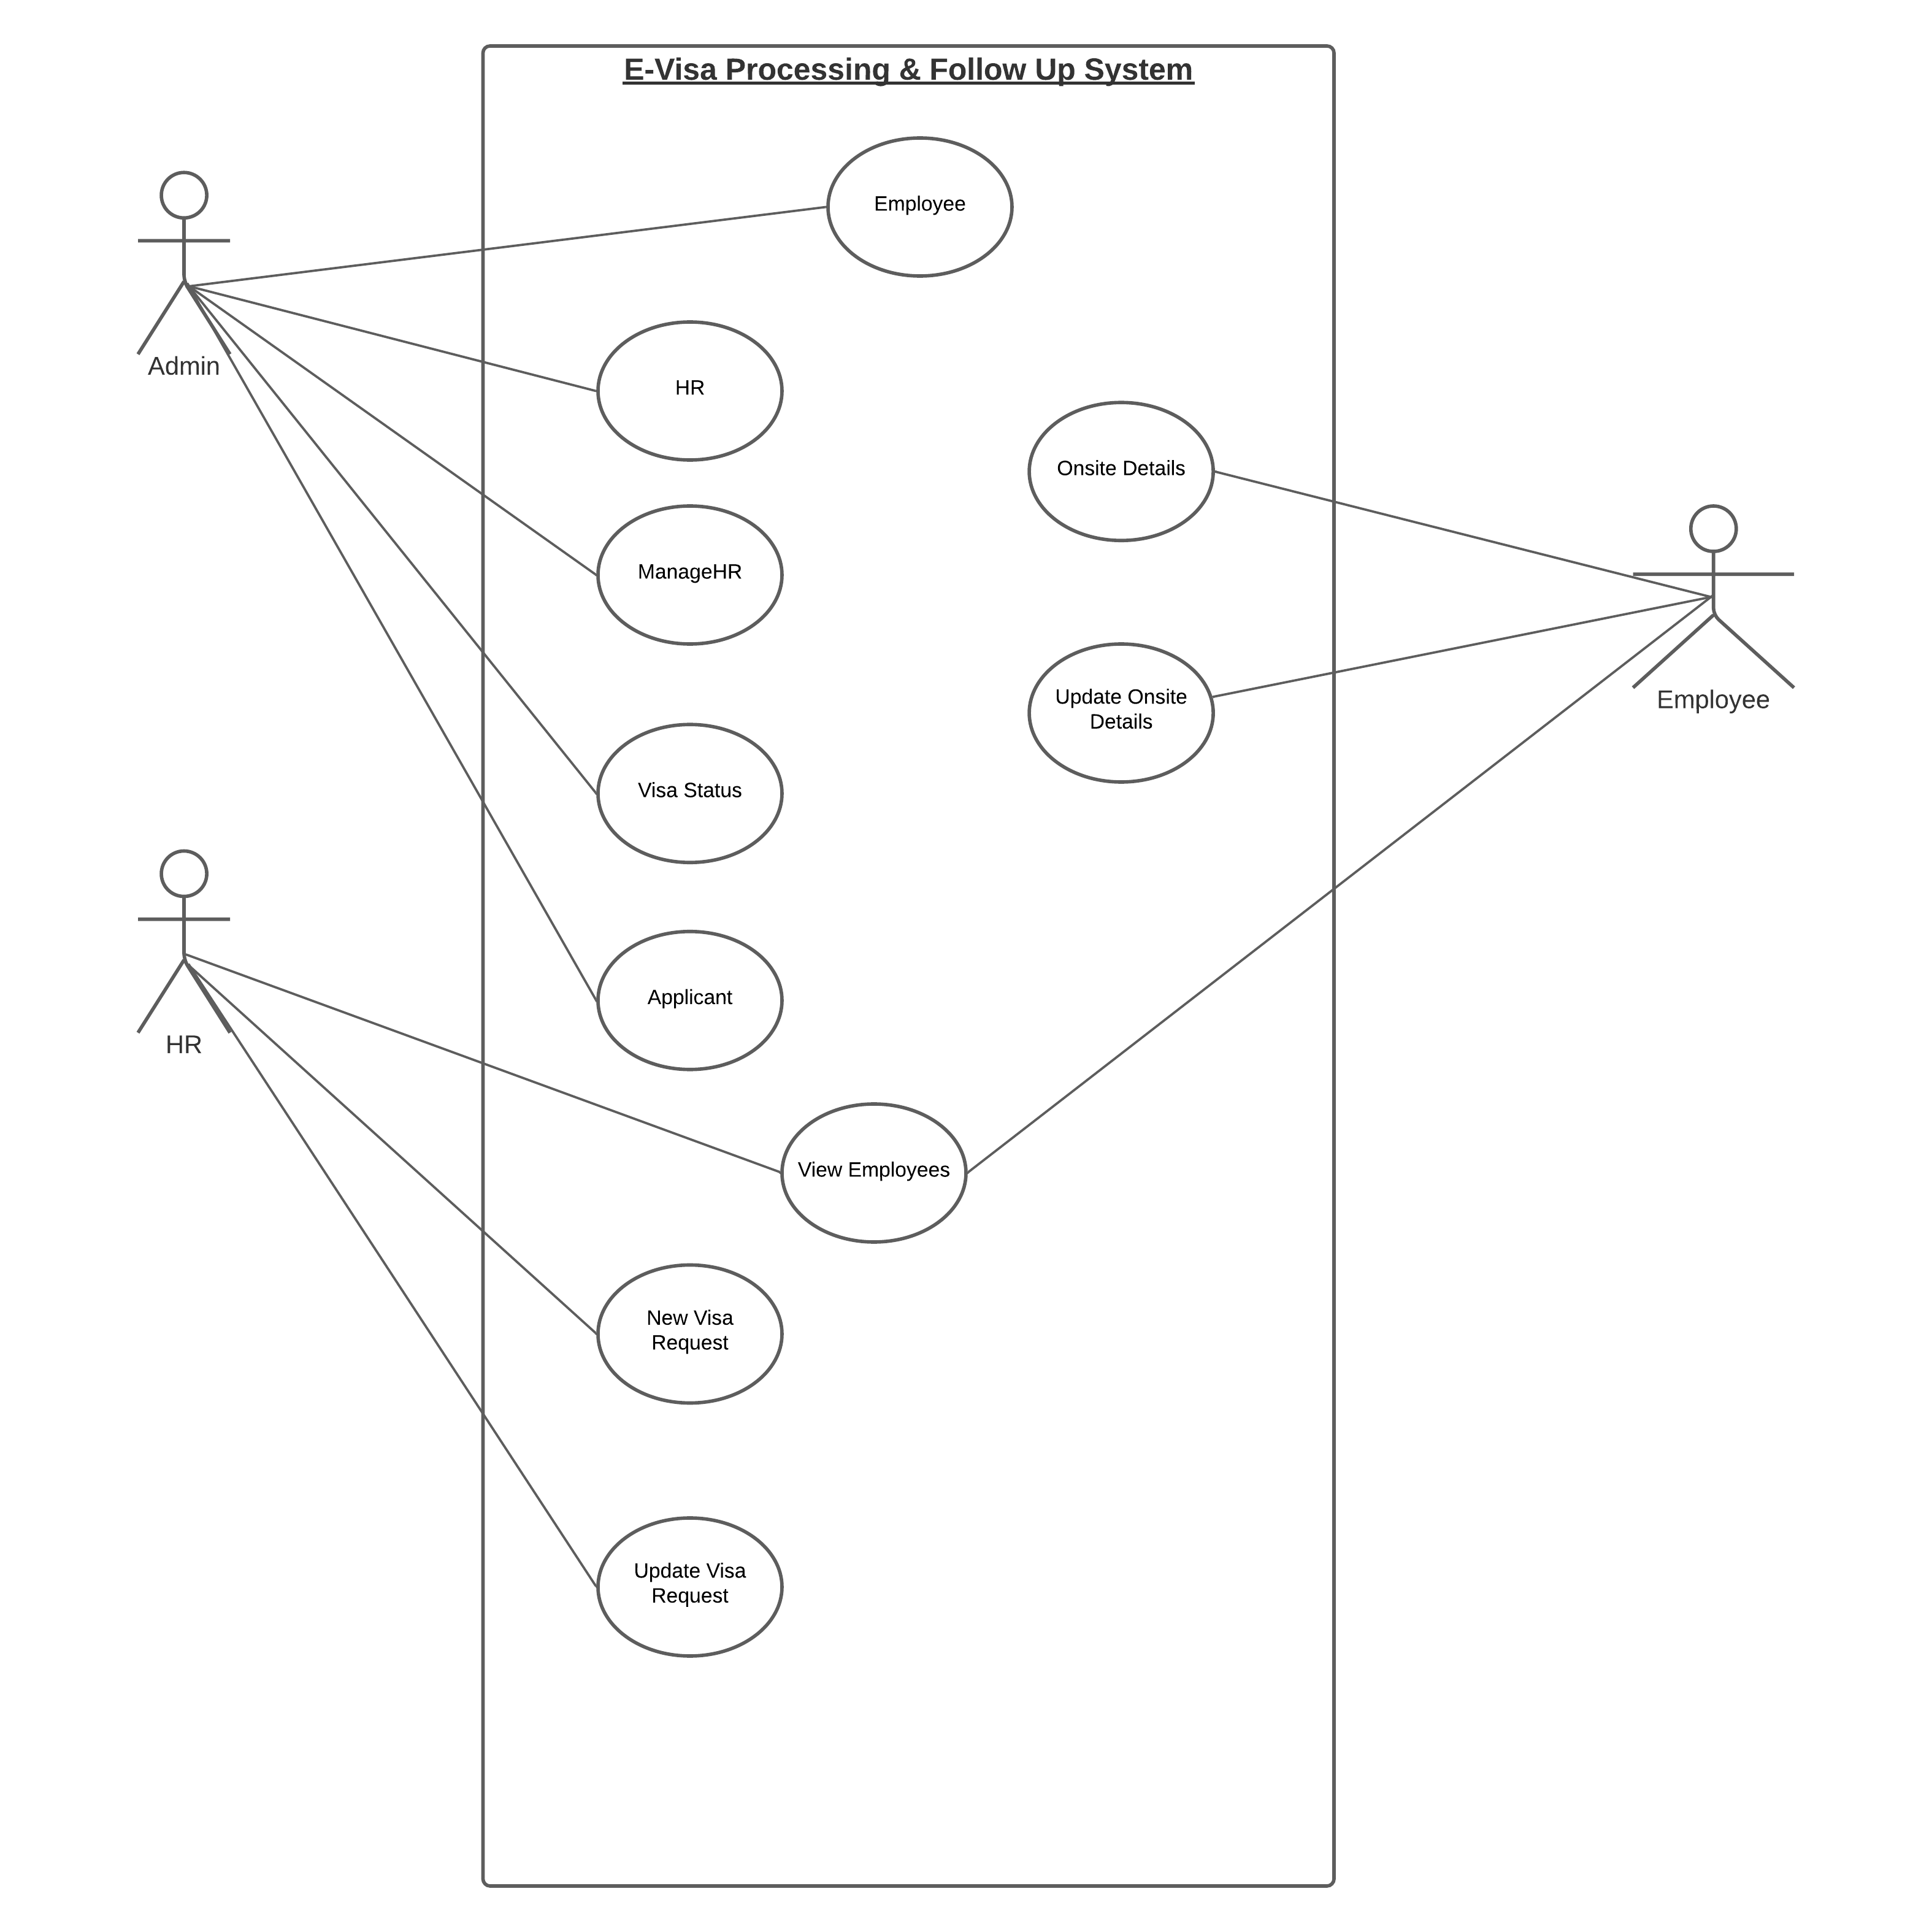 E-Visa Processing & Follow Up System
Employee
Admin
HR
Onsite Details
ManageHR
Update Onsite
Details
Employee
Visa Status
Applicant
HR
View Employees
New Visa
Request
Update Visa
Request